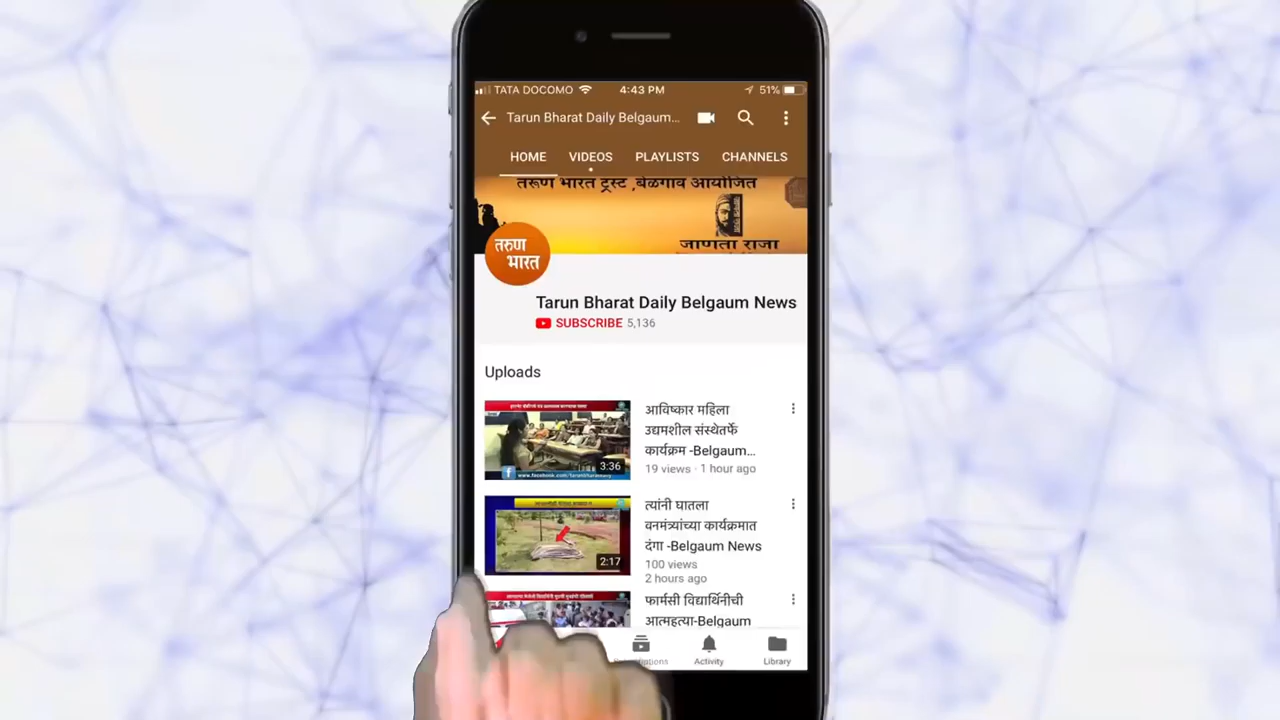 TATA DOCOMO
4:43 PM
51%
Tarun Bharat Daily Belgaum...
HOME VIDEOS PLAYLISTS CHANNELS
तरूण भारत ट्रस्ट ,बेळगाव आयोजित
जाणता राजा
तरुण
भारत
Tarun Bharat Daily Belgaum News
SUBSCRIBE 5,136
Uploads
आविष्कार महिला
उद्यमशील संस्थेतर्फे
कार्यक्रम -Belgaum...
19 views · 1 hour ago
3:36
त्यांनी घातला
वनमंत्र्यांच्या कार्यक्रमात
दंगा -Belgaum News
100 views
2 hours ago
2:17
फार्मसी विद्यार्थिनीची
आत्महत्या-Belgaum
Activity
Library